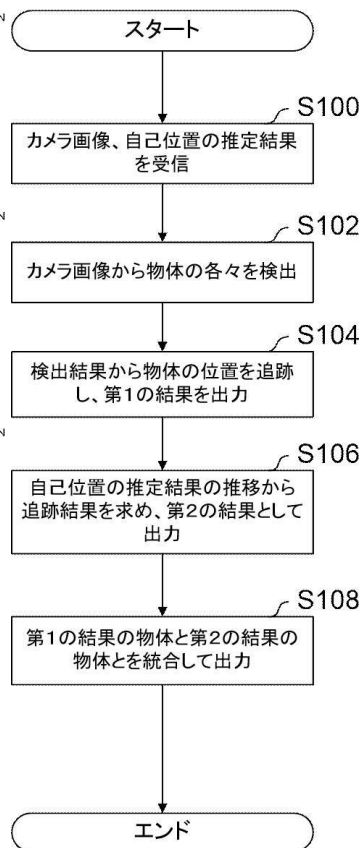 スタート
S100
カメラ画像、自己位置の推定結果
を受信
S102
カメラ画像から物体の各々を検出
S104
検出結果から物体の位置を追跡
し、第1の結果を出力
S106
自己位置の推定結果の推移から
追跡結果を求め、第2の結果として
出力
S108
第1の結果の物体と第2の結果の
物体とを統合して出力
エンド